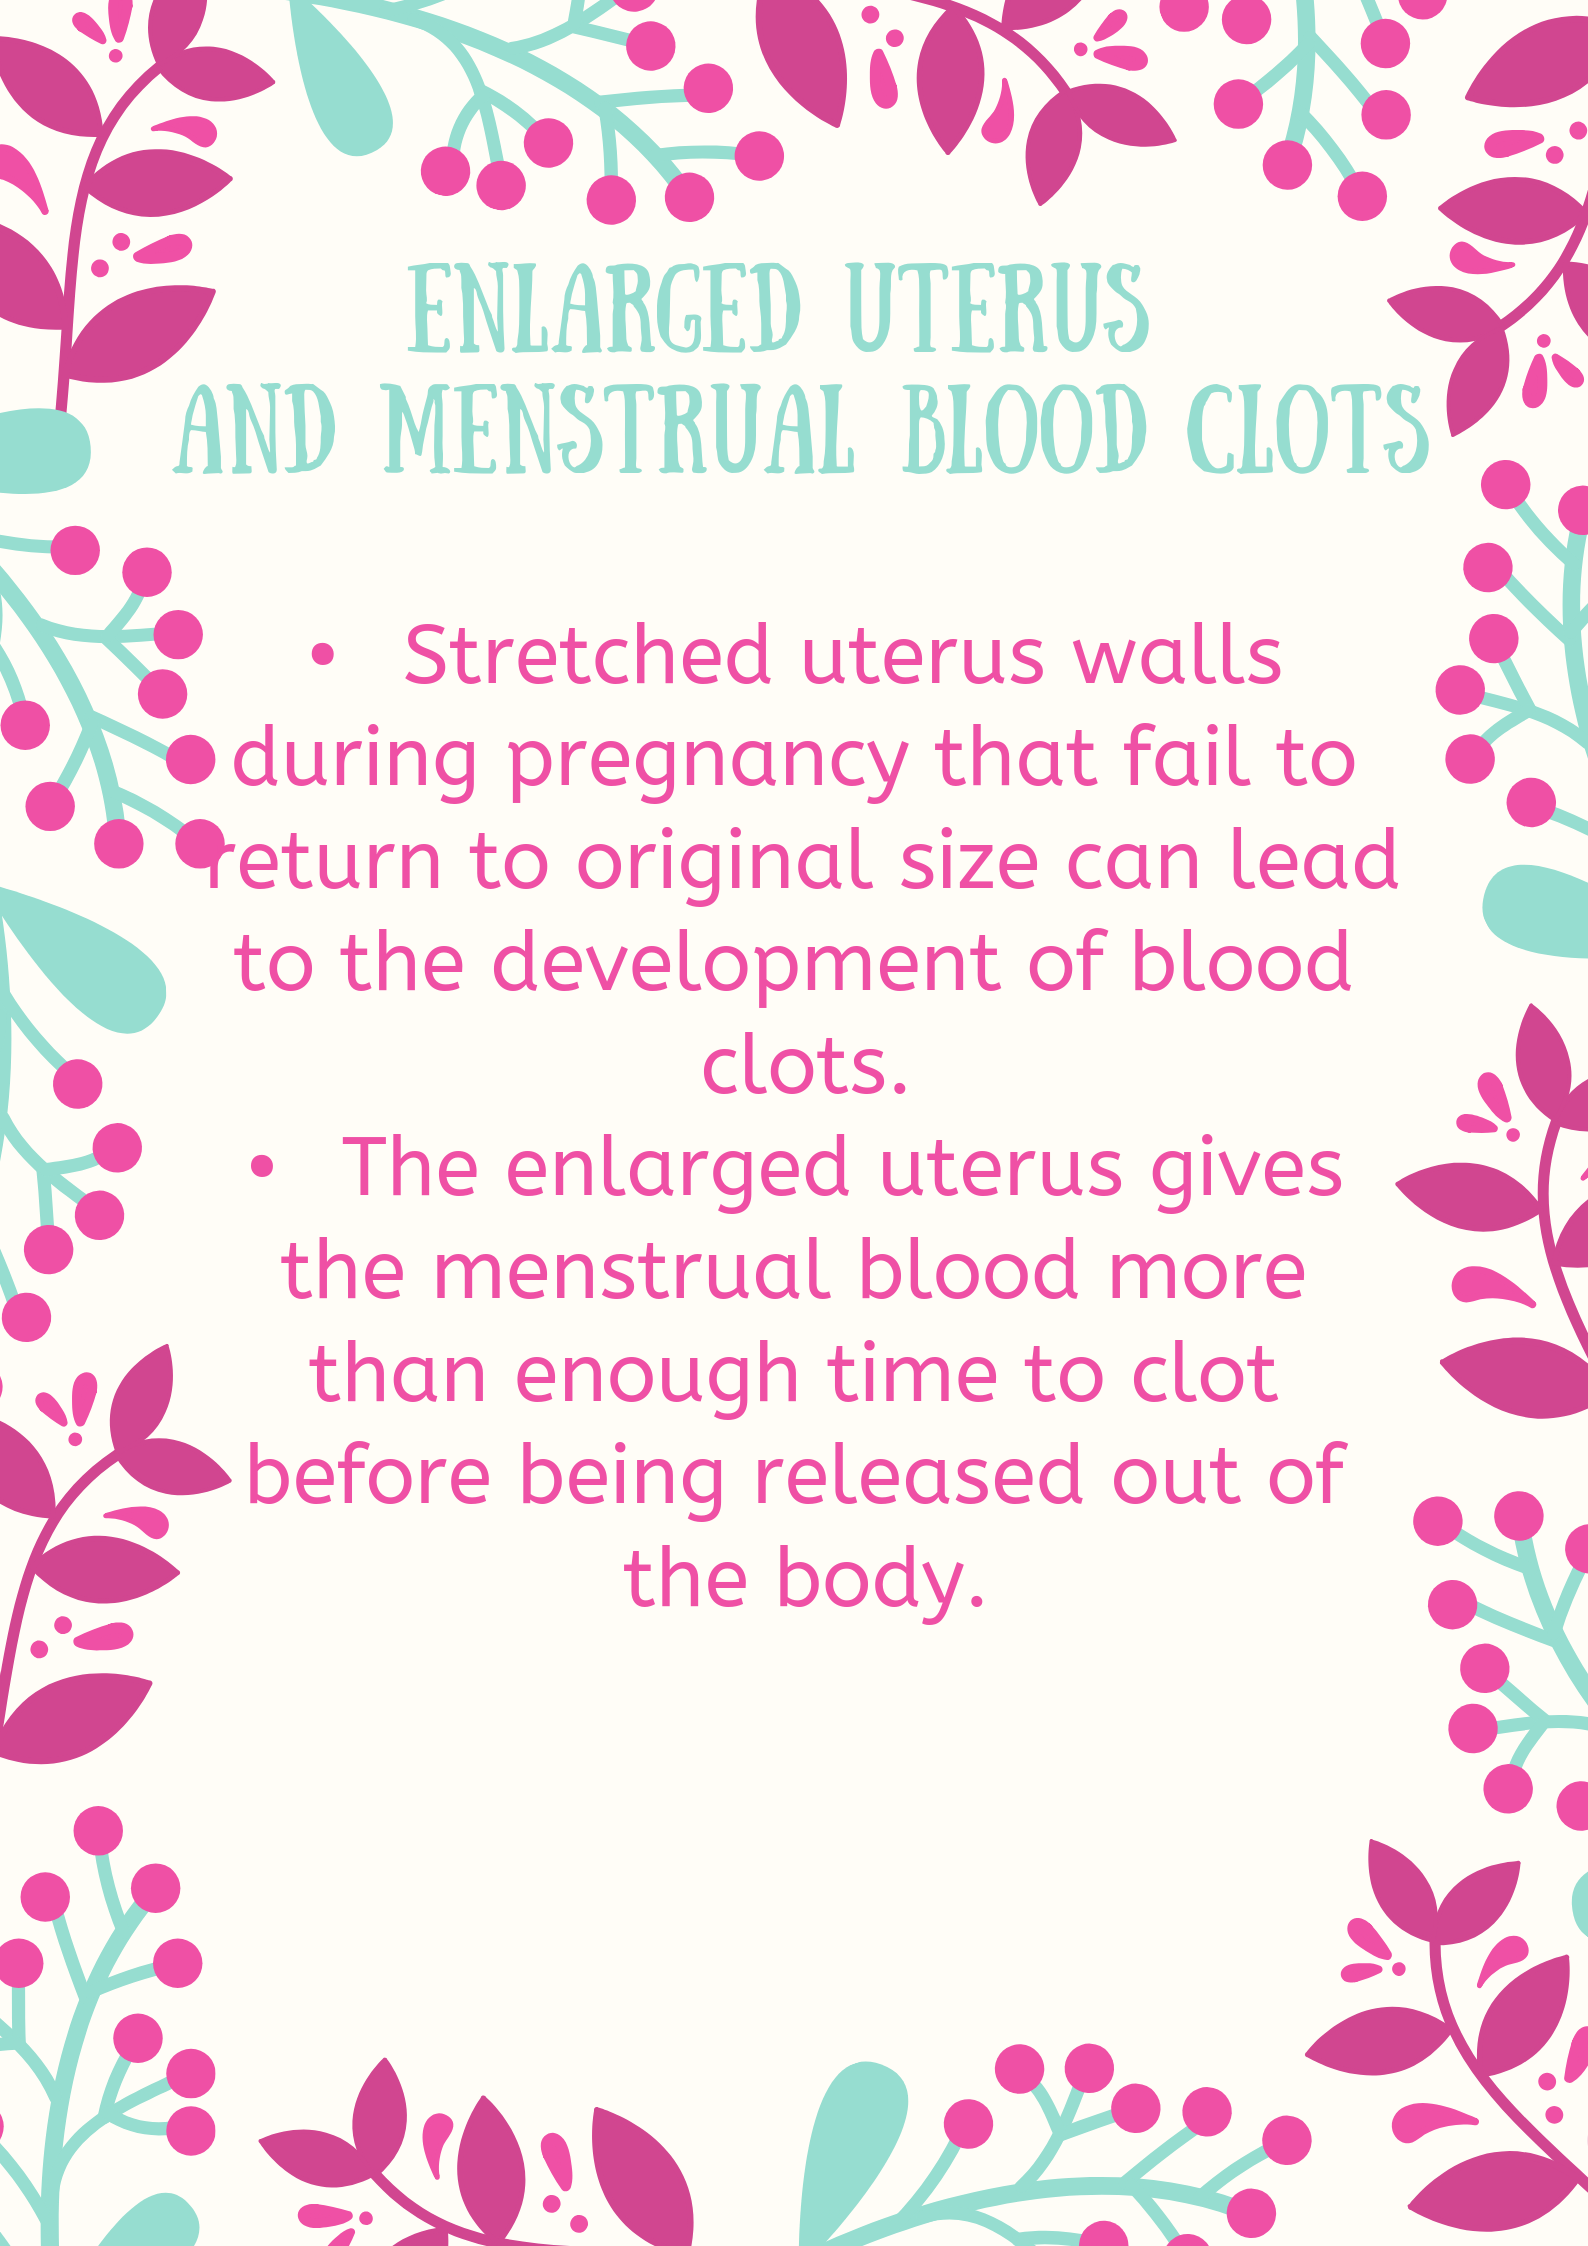 ENLARGED UTERUS
AND MENSTRUAL BLOOD CLOTS
• Stretched uterus walls
during pregnancy that fail to
return to original size can lead
to the development of blood
clots.
• The enlarged uterus gives
the menstrual blood more
than enough time to clot
before being released out of
the body.